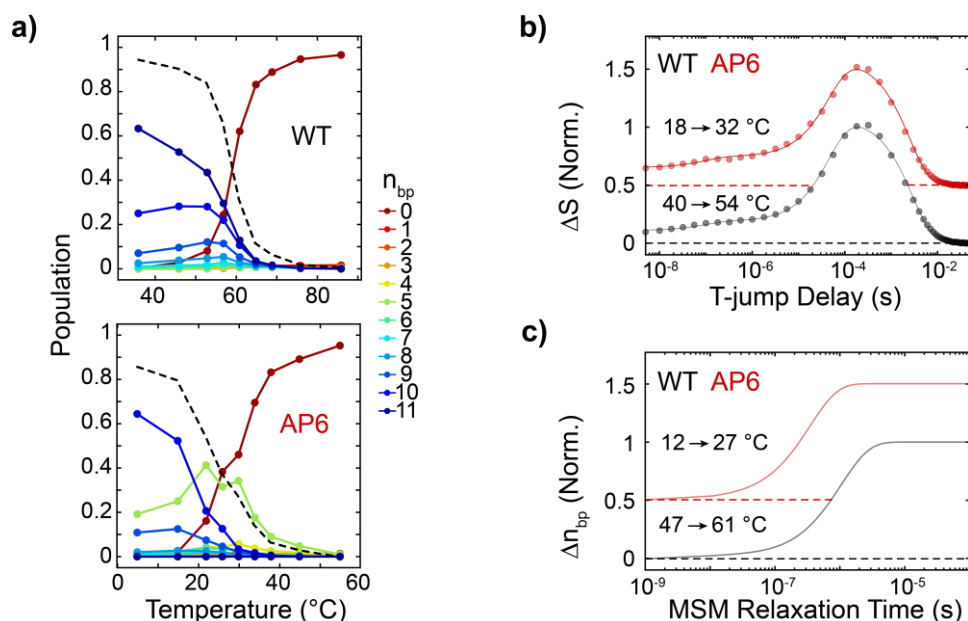 a)
1
0.8
0.6
0.4
0.2
0
WT
40 60 80
n_bp
0
1
2
3
4
5
6
7
8
9
10
11
Population
1
0.8
0.6
0.4
0.2
0
AP6
0 20 40 60
Temperature (°C)
b)
WT AP6
1.5
1
0.5
0
18→32 °C
40→54 °C
ΔS (Norm.)
10⁻⁸ 10⁻⁶ 10⁻⁴ 10⁻²
T-jump Delay (s)
c)
WT AP6
1.5
1
0.5
0
12→27 °C
47→61 °C
Δn_bp (Norm.)
10⁻⁹ 10⁻⁷ 10⁻⁵
MSM Relaxation Time (s)